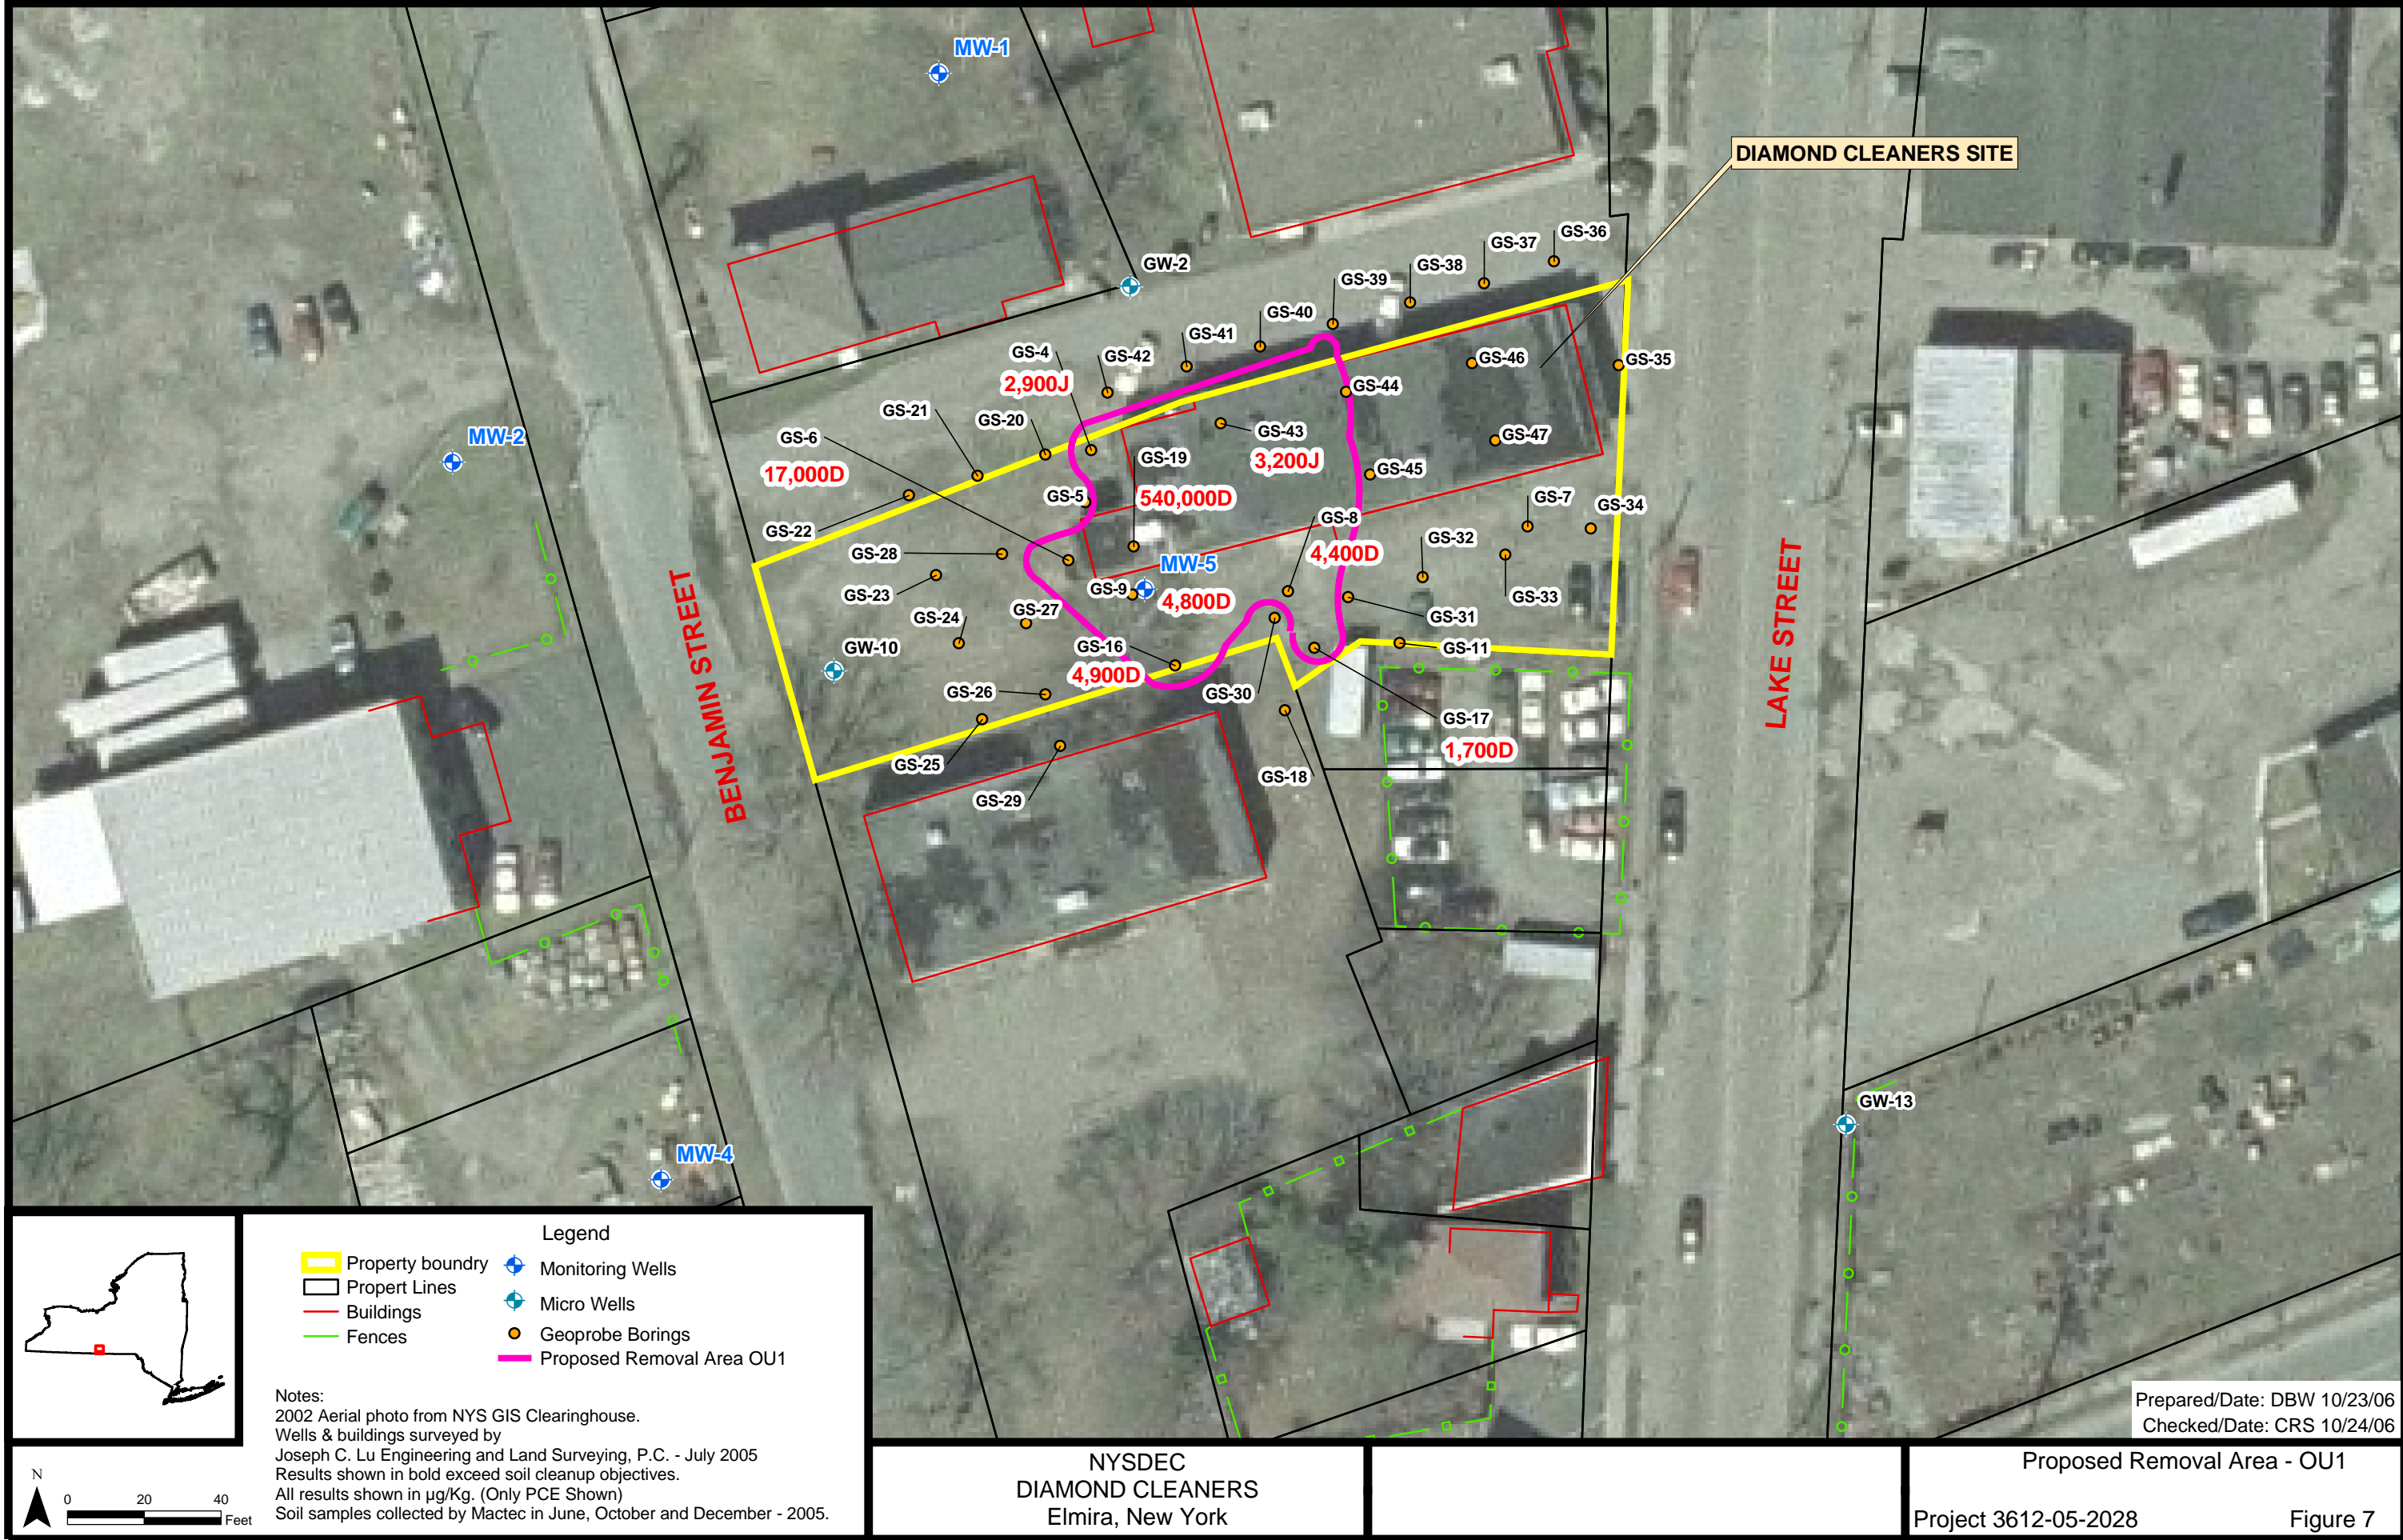 MW-1
DIAMOND CLEANERS SITE
GS-36
GS-37
GW-2
GS-38
GS-39
GS-40
GS-41
GS-4
GS-42
2,900J
GS-46
GS-35
GS-44
GS-21
GS-20
GS-43
GS-6
MW-2
GS-47
GS-19
3,200J
17,000D
GS-45
GS-5
540,000D
GS-7
GS-34
GS-8
GS-22
GS-32
GS-28
4,400D
MW-5
GS-9
GS-23
GS-33
4,800D
GS-27
GS-24
GS-31
GW-10
GS-16
GS-11
4,900D
GS-26
GS-30
GS-17
1,700D
GS-25
GS-18
GS-29
BENJAMIN STREET
LAKE STREET
GW-13
MW-4
Legend
Property boundry
Propert Lines
Buildings
Fences
Monitoring Wells
Micro Wells
Geoprobe Borings
Proposed Removal Area OU1
Notes:
2002 Aerial photo from NYS GIS Clearinghouse.
Wells & buildings surveyed by
Joseph C. Lu Engineering and Land Surveying, P.C. - July 2005
Results shown in bold exceed soil cleanup objectives.
All results shown in µg/Kg. (Only PCE Shown)
Soil samples collected by Mactec in June, October and December - 2005.
N
0 20 40
Feet
NYSDEC
DIAMOND CLEANERS
Elmira, New York
Prepared/Date: DBW 10/23/06
Checked/Date: CRS 10/24/06
Proposed Removal Area - OU1
Project 3612-05-2028 Figure 7